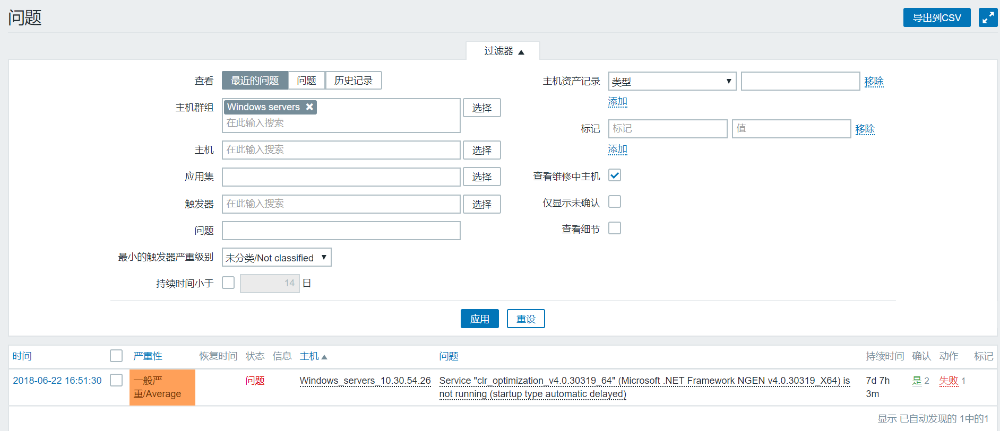 问题
导出到CSV
过滤器 ▲
查看 最近的问题 问题 历史记录
主机群组 Windows servers ✖ 选择
在此输入搜索
主机 在此输入搜索 选择
应用集 选择
触发器 在此输入搜索 选择
问题
最小的触发器严重级别 未分类/Not classified ▼
持续时间小于 14 日
主机资产记录 类型 ▼ 移除
添加
标记 标记 值 移除
添加
查看维修中主机
仅显示未确认
查看细节
应用 重设
时间 严重性 恢复时间 状态 信息 主机▲ 问题 持续时间 确认 动作 标记
2018-06-22 16:51:30 一般严 问题 Windows_servers_10.30.54.26 Service "clr_optimization_v4.0.30319_64" (Microsoft .NET Framework NGEN v4.0.30319_X64) is 7d 7h 是 2 失败 1
重/Average not running (startup type automatic delayed) 3m
显示 已自动发现的 1中的1